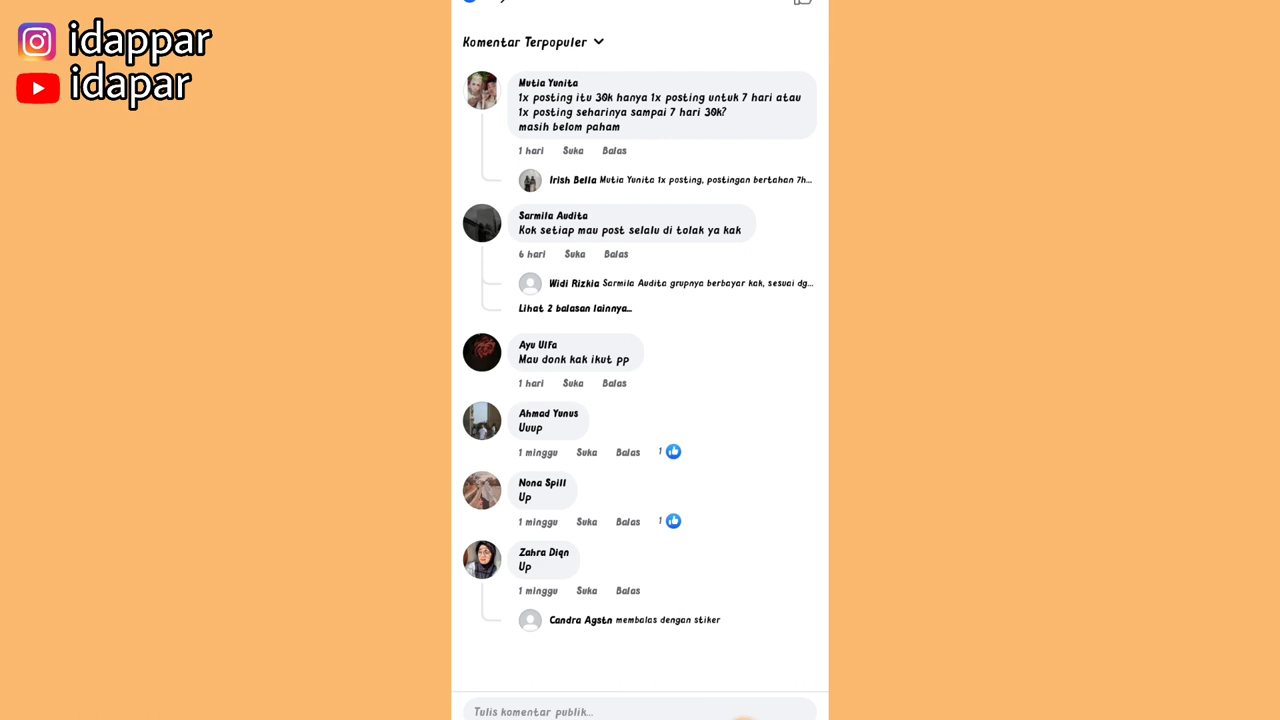 idappar
idapar
Komentar Terpopuler
Mutia Yunita
1x posting itu 30k hanya 1x posting untuk 7 hari atau
1x posting seharinya sampai 7 hari 30k?
masih belom paham
1 hari Suka Balas
Irish Bella Mutia Yunita 1x posting, postingan bertahan 7h...
Sarmila Audita
Kok setiap mau post selalu di tolak ya kak
6 hari Suka Balas
Widi Rizkia Sarmila Audita grupnya berbayar kak, sesuai dg...
Lihat 2 balasan lainnya...
Ayu Ulfa
Mau donk kak ikut pp
1 hari Suka Balas
Ahmad Yunus
Uuup
1 minggu Suka Balas 1
Nona Spill
Up
1 minggu Suka Balas 1
Zahra Diqn
Up
1 minggu Suka Balas
Candra Agstn membalas dengan stiker
Tulis komentar publik...